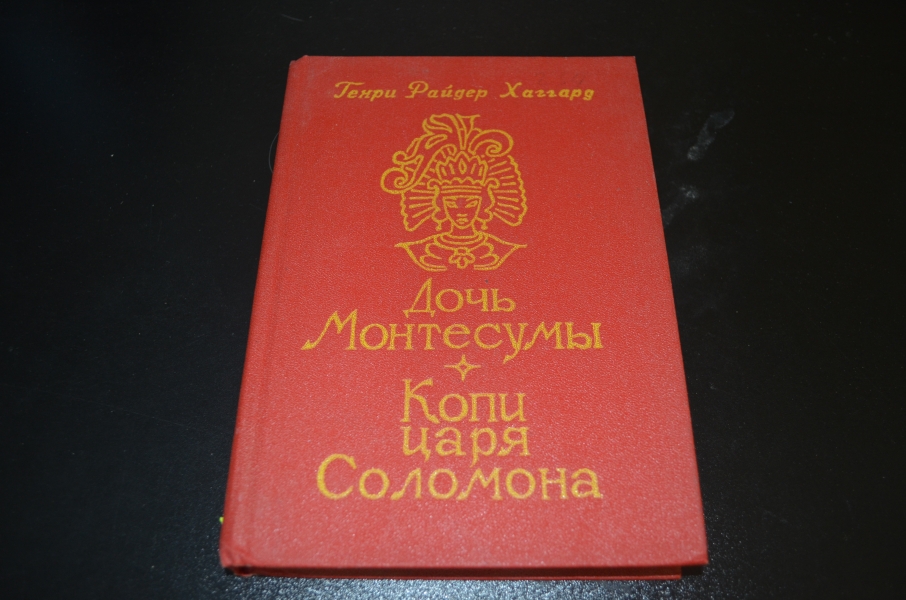 Генри Райдер Хаггард
Дочь
Монтесумы
Копи
царя
Соломона